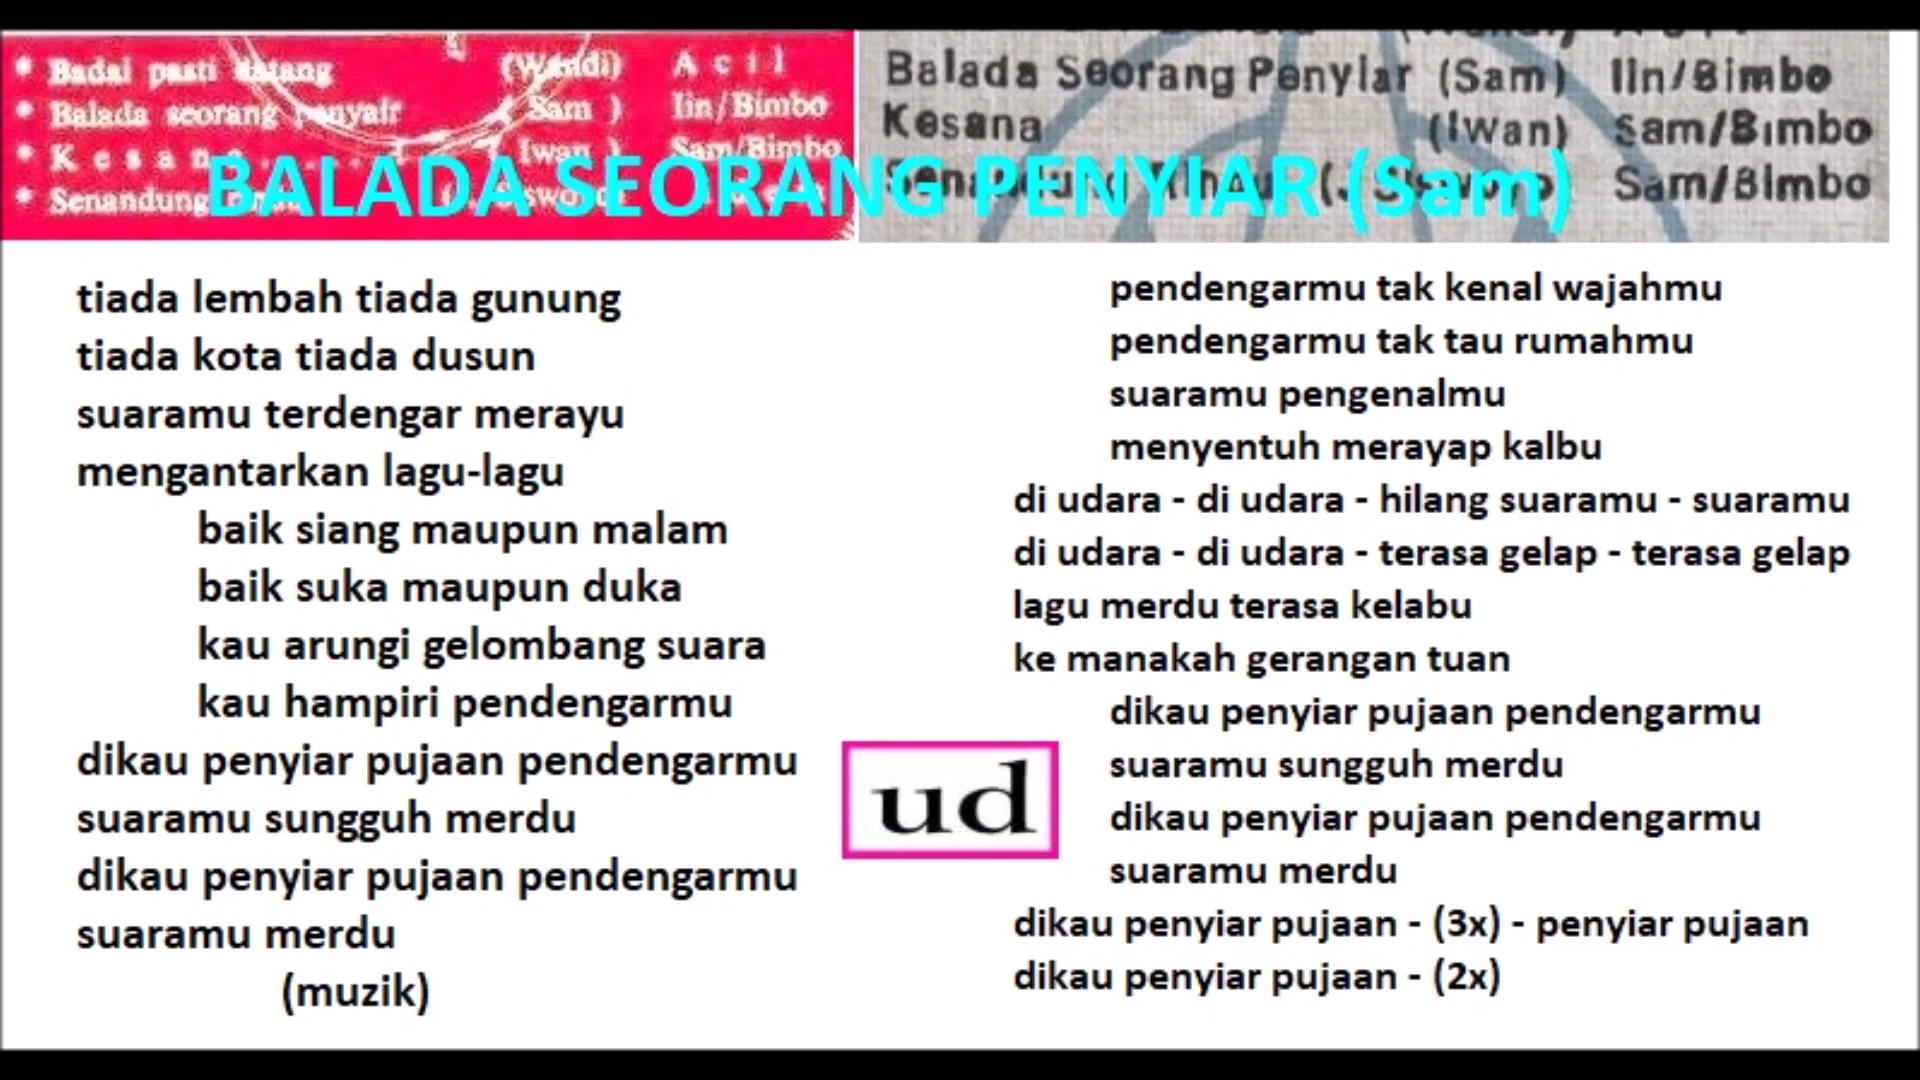 • Badai pasti datang (Wandi) Acil
• Balada seorang penyair ( Sam ) Iin/Bimbo
• Kesana ( Iwan ) Sam/Bimbo
• Senandung
Balada Seorang Penyiar (Sam) Iin/Bimbo
Kesana (Iwan) Sam/Bimbo
Sam/Bimbo
BALADA SEORANG PENYIAR (Sam)
tiada lembah tiada gunung
tiada kota tiada dusun
suaramu terdengar merayu
mengantarkan lagu-lagu
baik siang maupun malam
baik suka maupun duka
kau arungi gelombang suara
kau hampiri pendengarmu
dikau penyiar pujaan pendengarmu
suaramu sungguh merdu
dikau penyiar pujaan pendengarmu
suaramu merdu
(muzik)
ud
pendengarmu tak kenal wajahmu
pendengarmu tak tau rumahmu
suaramu pengenalmu
menyentuh merayap kalbu
di udara - di udara - hilang suaramu - suaramu
di udara - di udara - terasa gelap - terasa gelap
lagu merdu terasa kelabu
ke manakah gerangan tuan
dikau penyiar pujaan pendengarmu
suaramu sungguh merdu
dikau penyiar pujaan pendengarmu
suaramu merdu
dikau penyiar pujaan - (3x) - penyiar pujaan
dikau penyiar pujaan - (2x)